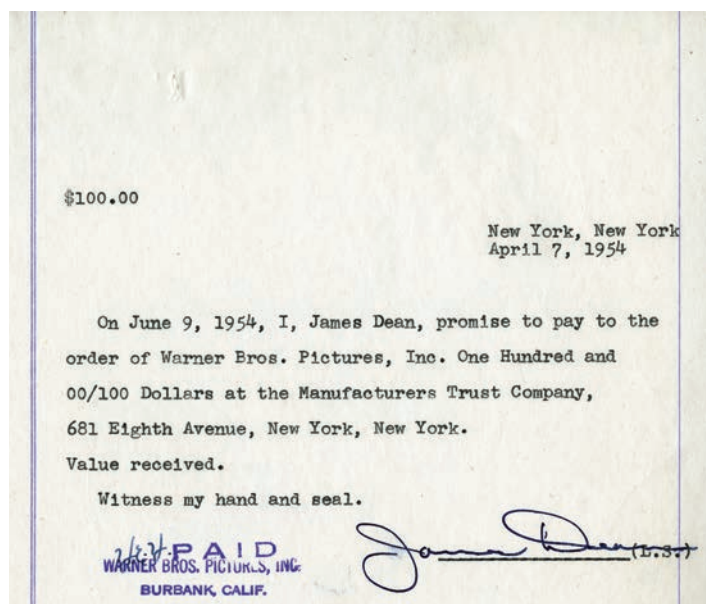 $100.00
New York, New York
April 7, 1954
On June 9, 1954, I, James Dean, promise to pay to the
order of Warner Bros. Pictures, Inc. One Hundred and
00/100 Dollars at the Manufacturers Trust Company,
681 Eighth Avenue, New York, New York.
Value received.
Witness my hand and seal.
James Dean (L.S.)
PAID
WARNER BROS. PICTURES, INC.
BURBANK, CALIF.